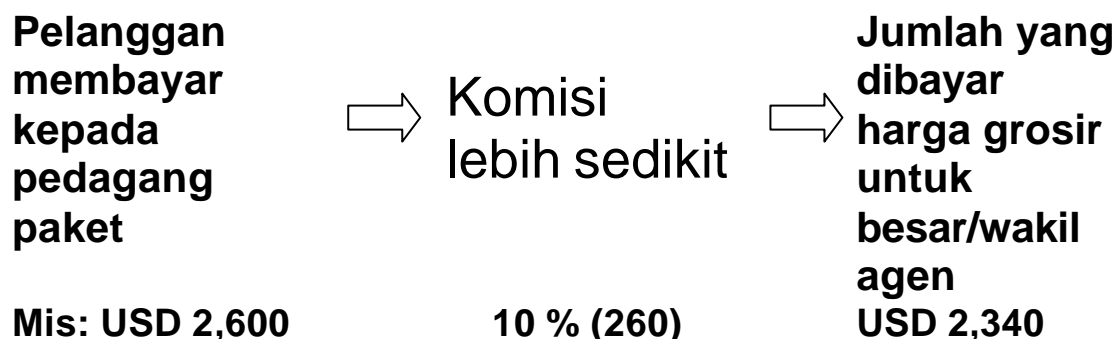 Pelanggan
membayar
kepada
pedagang
paket
Komisi
lebih sedikit
Jumlah yang
dibayar
harga grosir
untuk
besar/wakil
agen
Mis: USD 2,600
10 % (260)
USD 2,340